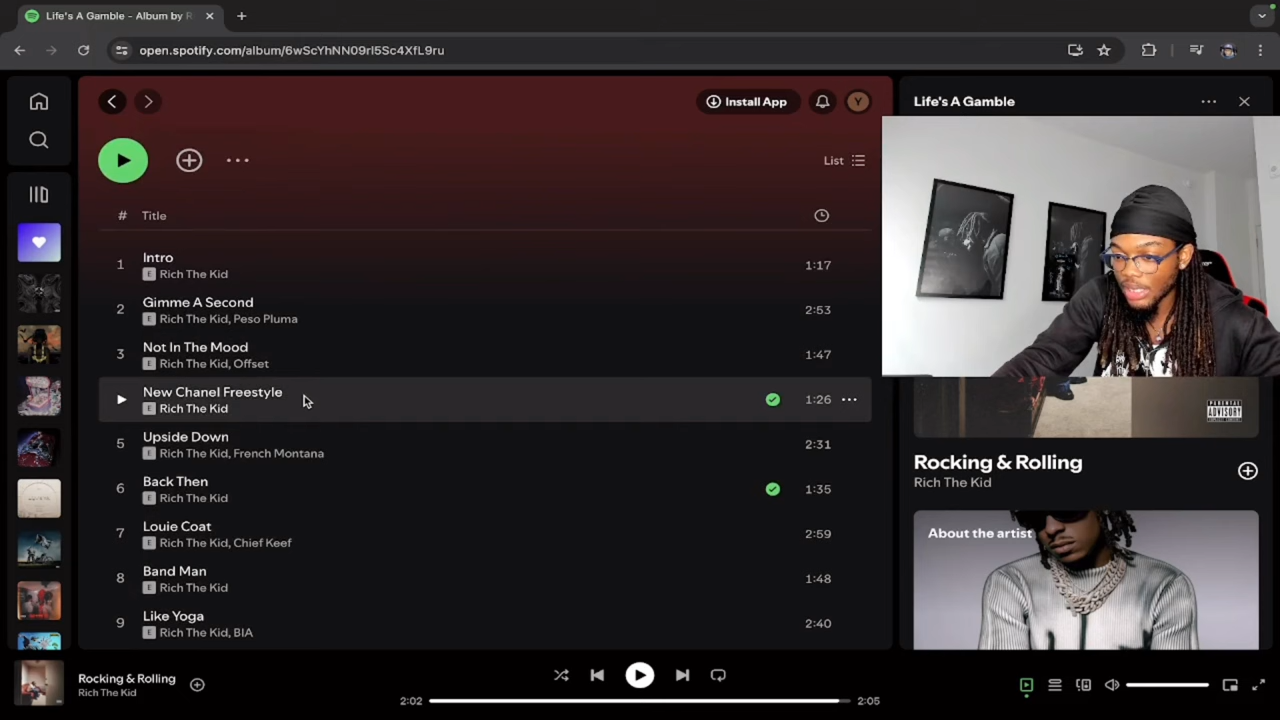 Life's A Gamble - Album by R
open.spotify.com/album/6wScYhNN09rI5Sc4XfL9ru
Install App
Y
List
# Title
1 Intro
E Rich The Kid
1:17
2 Gimme A Second
E Rich The Kid, Peso Pluma
2:53
3 Not In The Mood
E Rich The Kid, Offset
1:47
New Chanel Freestyle
E Rich The Kid
1:26
5 Upside Down
E Rich The Kid, French Montana
2:31
6 Back Then
E Rich The Kid
1:35
7 Louie Coat
E Rich The Kid, Chief Keef
2:59
8 Band Man
E Rich The Kid
1:48
9 Like Yoga
E Rich The Kid, BIA
2:40
Life's A Gamble
PARENTAL
ADVISORY
Rocking & Rolling
Rich The Kid
About the artist
Rocking & Rolling
Rich The Kid
2:02
2:05